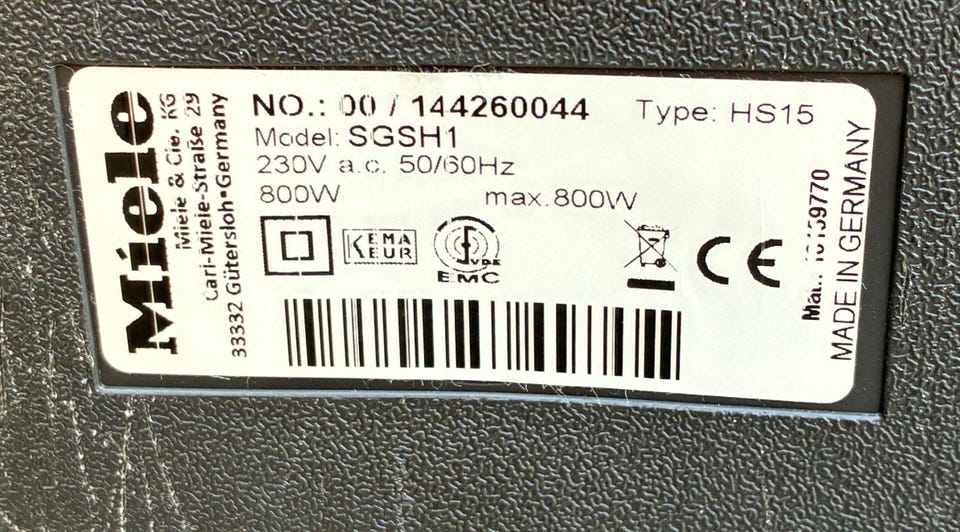 Miele
Miele & Cie. KG
Carl-Miele-Straße 29
33332 Gütersloh•Germany
NO.: 00 / 144260044
Type: HS15
Model: SGSH1
230V a.c. 50/60Hz
800W
max.800W
KEMA
KEUR
VDE
EMC
CE
MADE IN GERMANY